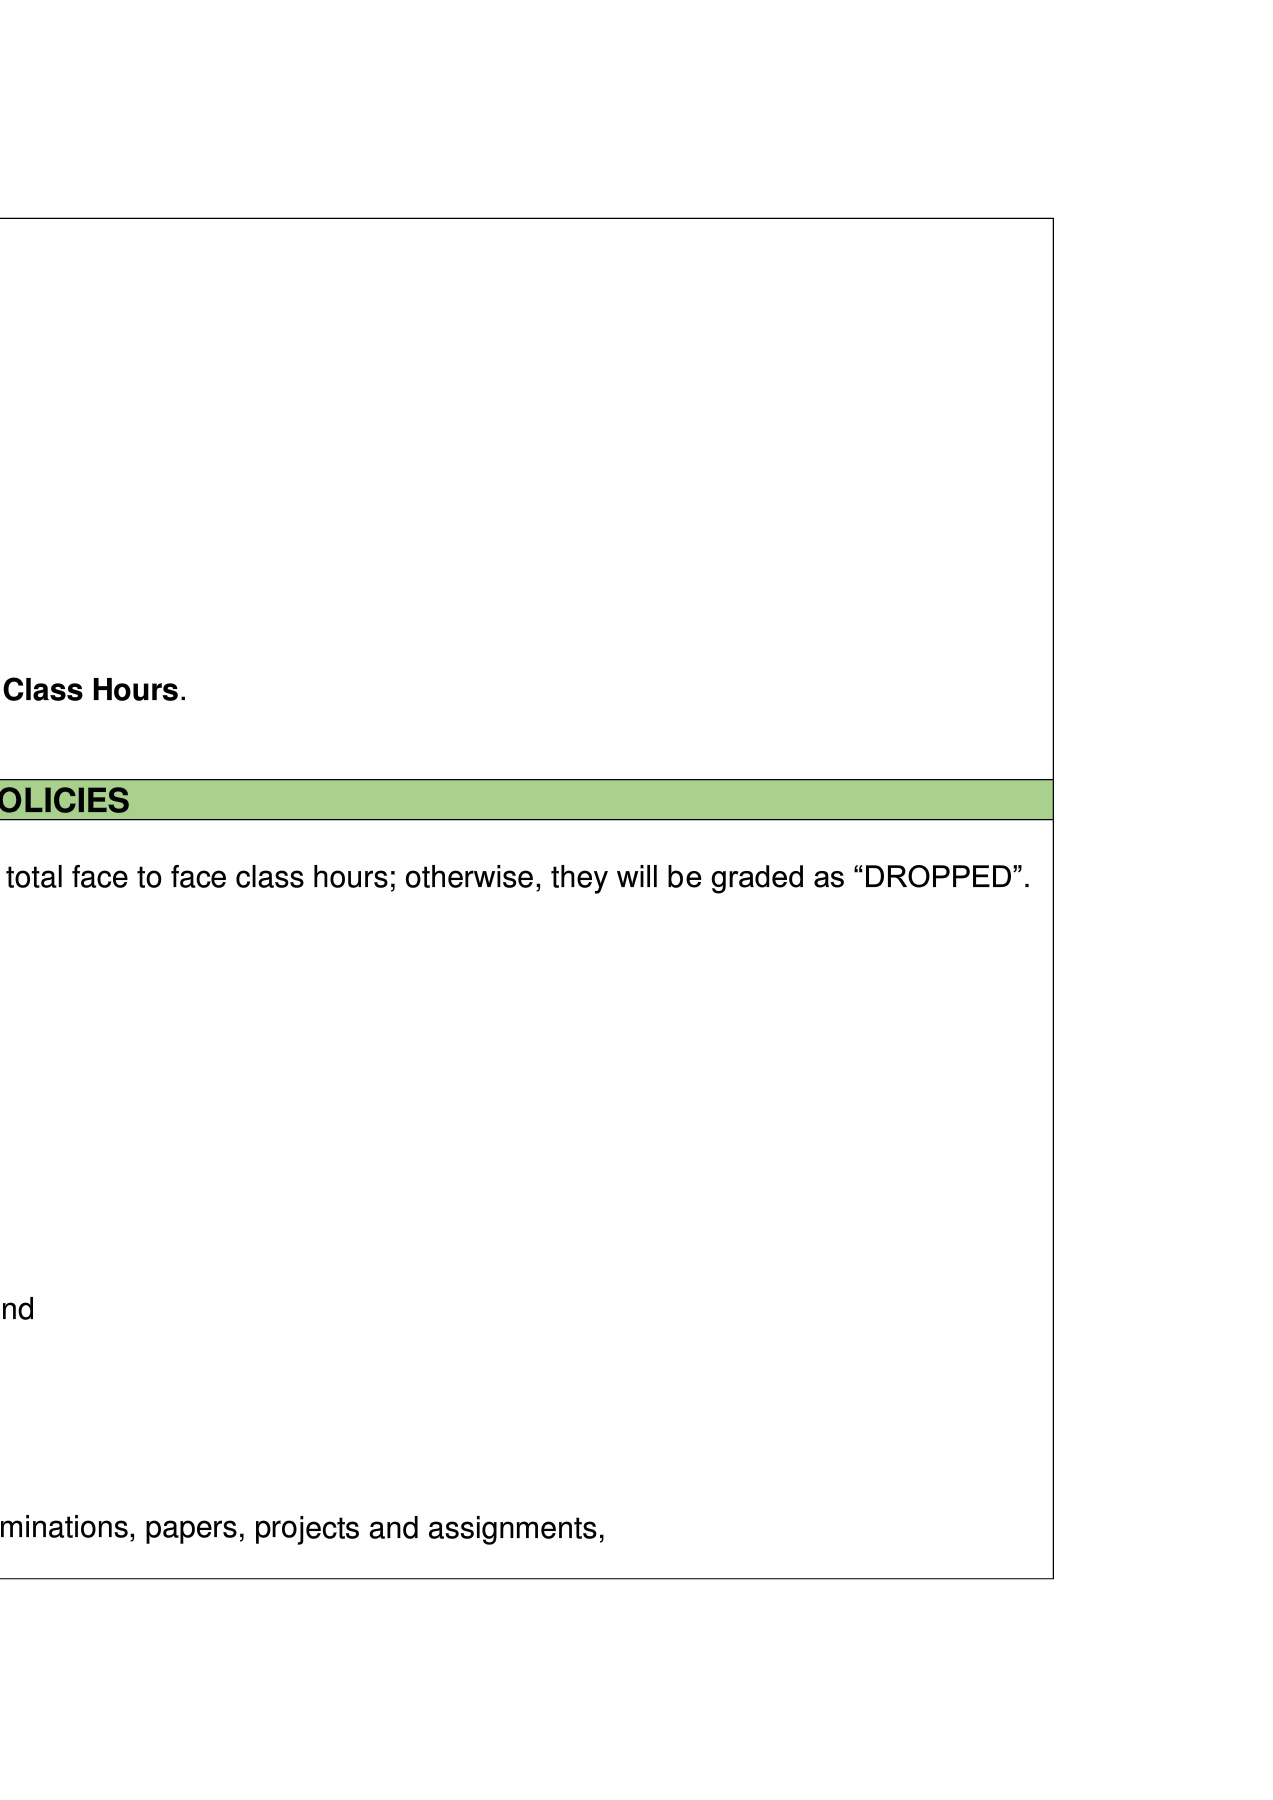 Class Hours.
OLICIES
total face to face class hours; otherwise, they will be graded as “DROPPED”.
nd
minations, papers, projects and assignments,